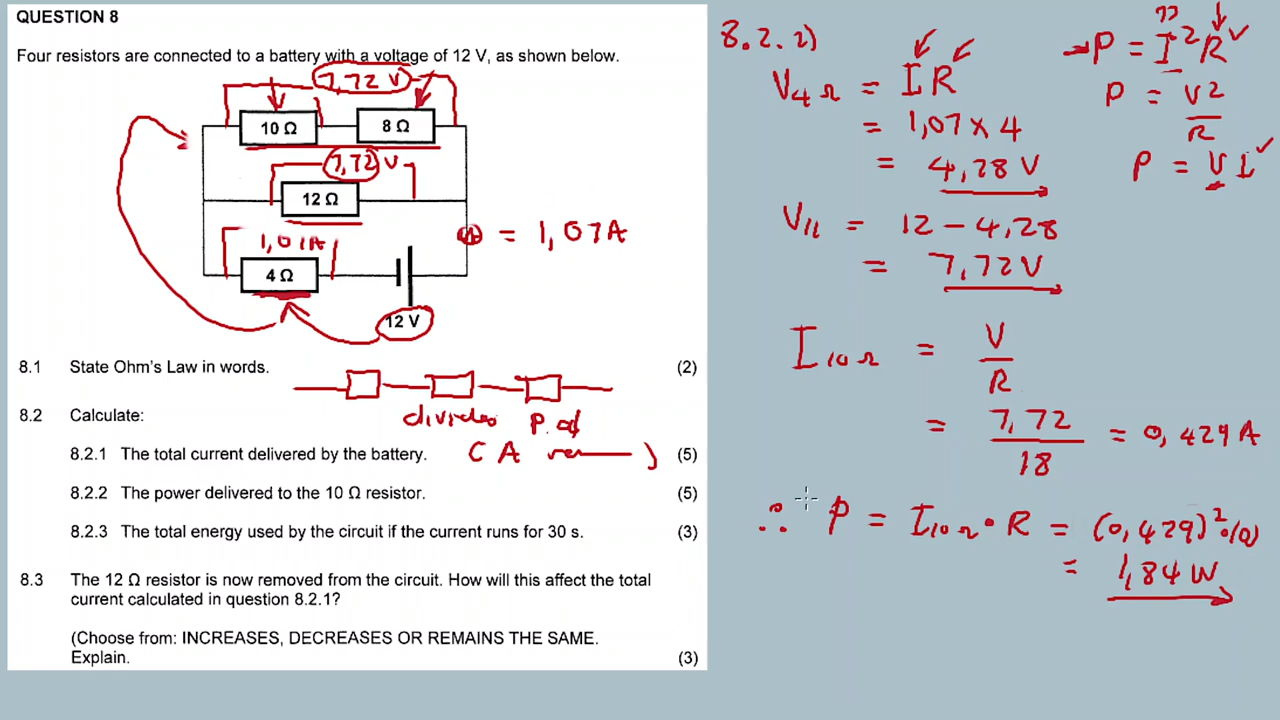 QUESTION 8
Four resistors are connected to a battery with a voltage of 12 V, as shown below.
7,72 V
10 Ω
8 Ω
7,72 V
12 Ω
1,07A
= 1,07A
4 Ω
12 V
8.1 State Ohm's Law in words. (2)
8.2 Calculate:
divides p.d
8.2.1 The total current delivered by the battery. (5)
( A )
8.2.2 The power delivered to the 10 Ω resistor. (5)
8.2.3 The total energy used by the circuit if the current runs for 30 s. (3)
8.3 The 12 Ω resistor is now removed from the circuit. How will this affect the total
current calculated in question 8.2.1?
(Choose from: INCREASES, DECREASES OR REMAINS THE SAME.
Explain. (3)
8.2.2)
V4Ω = IR
= 1,07 x 4
= 4,28 V
V// = 12 - 4,28
= 7,72V
I10Ω = V/R
= 7,72/18 = 0,429 A
∴ P = I10Ω • R = (0,429)²•(10)
= 1,84 W
??
P = I²R
P = V²/R
P = VI